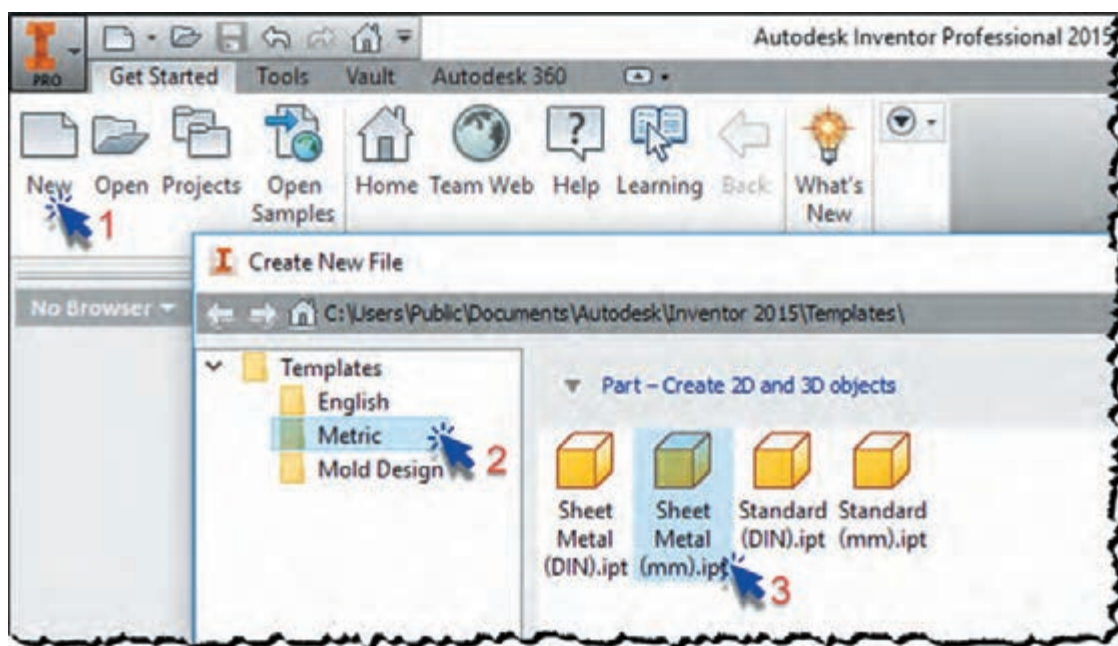 Autodesk Inventor Professional 2015
PRO
Get Started Tools Vault Autodesk 360
New Open Projects Open Samples Home Team Web Help Learning Back What's New
1
Create New File
No Browser
C:\Users\Public\Documents\Autodesk\Inventor 2015\Templates\
Templates
English
Metric
Mold Design
2
Part – Create 2D and 3D objects
Sheet Metal (DIN).ipt
Sheet Metal (mm).ipt
Standard (DIN).ipt
Standard (mm).ipt
3